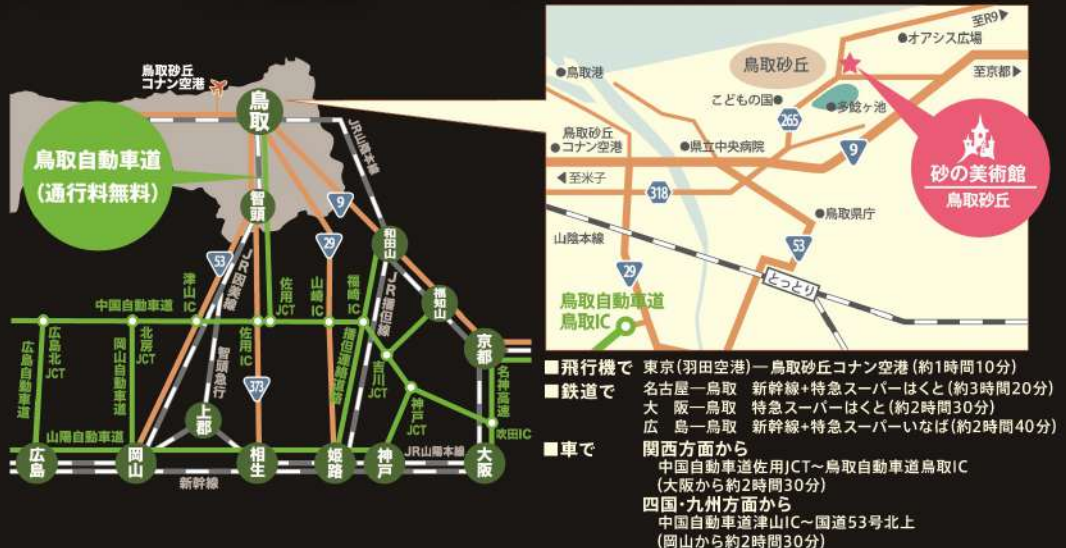 鳥取砂丘
コナン空港
鳥取
鳥取自動車道
(通行料無料)
智頭
JR山陰本線
9
和田山
53
29
津山IC
JR因美線
佐用JCT
山崎IC
福崎IC
JR播但線
福知山
中国自動車道
京都
広島北JCT
広島自動車道
北房JCT
岡山自動車道
智頭急行
佐用IC
播但連絡道路
吉川JCT
名神高速
373
神戸JCT
上郡
吹田IC
山陽自動車道
JR山陽本線
広島
岡山
相生
姫路
神戸
大阪
新幹線
至R9▶
●オアシス広場
鳥取砂丘
至京都▶
●鳥取港
こどもの国●
●多鯰ヶ池
265
鳥取砂丘
●コナン空港
●県立中央病院
9
砂の美術館
鳥取砂丘
◀至米子
318
●鳥取県庁
山陰本線
53
29
とっとり
鳥取自動車道
鳥取IC
■飛行機で 東京(羽田空港)―鳥取砂丘コナン空港(約1時間10分)
■鉄道で 名古屋―鳥取 新幹線+特急スーパーはくと(約3時間20分)
大 阪―鳥取 特急スーパーはくと(約2時間30分)
広 島―鳥取 新幹線+特急スーパーいなば(約2時間40分)
■車で 関西方面から
中国自動車道佐用JCT~鳥取自動車道鳥取IC
(大阪から約2時間30分)
四国・九州方面から
中国自動車道津山IC~国道53号北上
(岡山から約2時間30分)